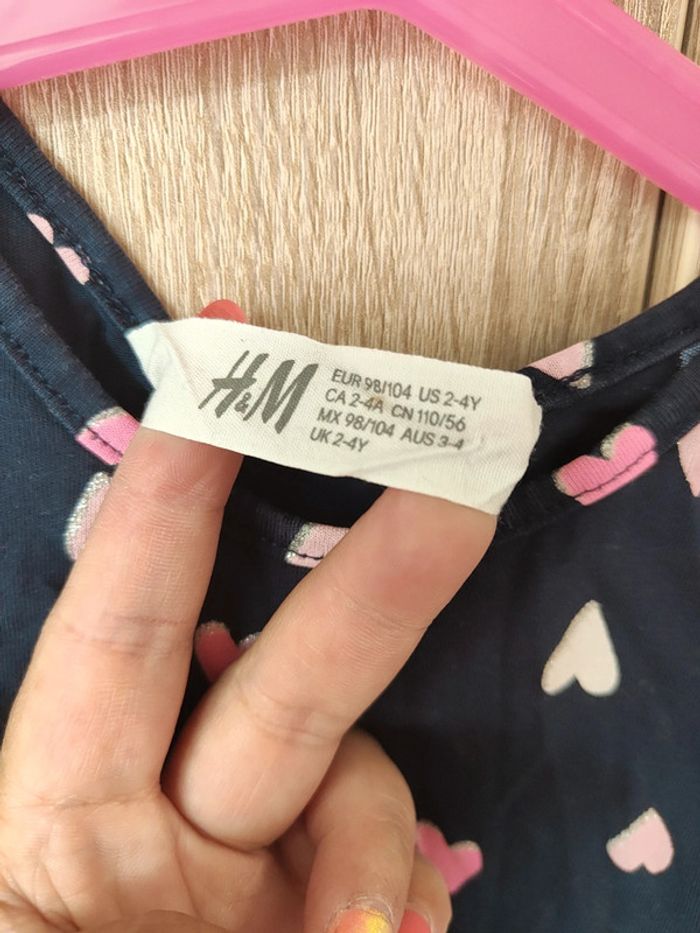 H&M
EUR 98/104 US 2-4Y
CA 2-4A CN 110/56
MX 98/104 AUS 3-4
UK 2-4Y